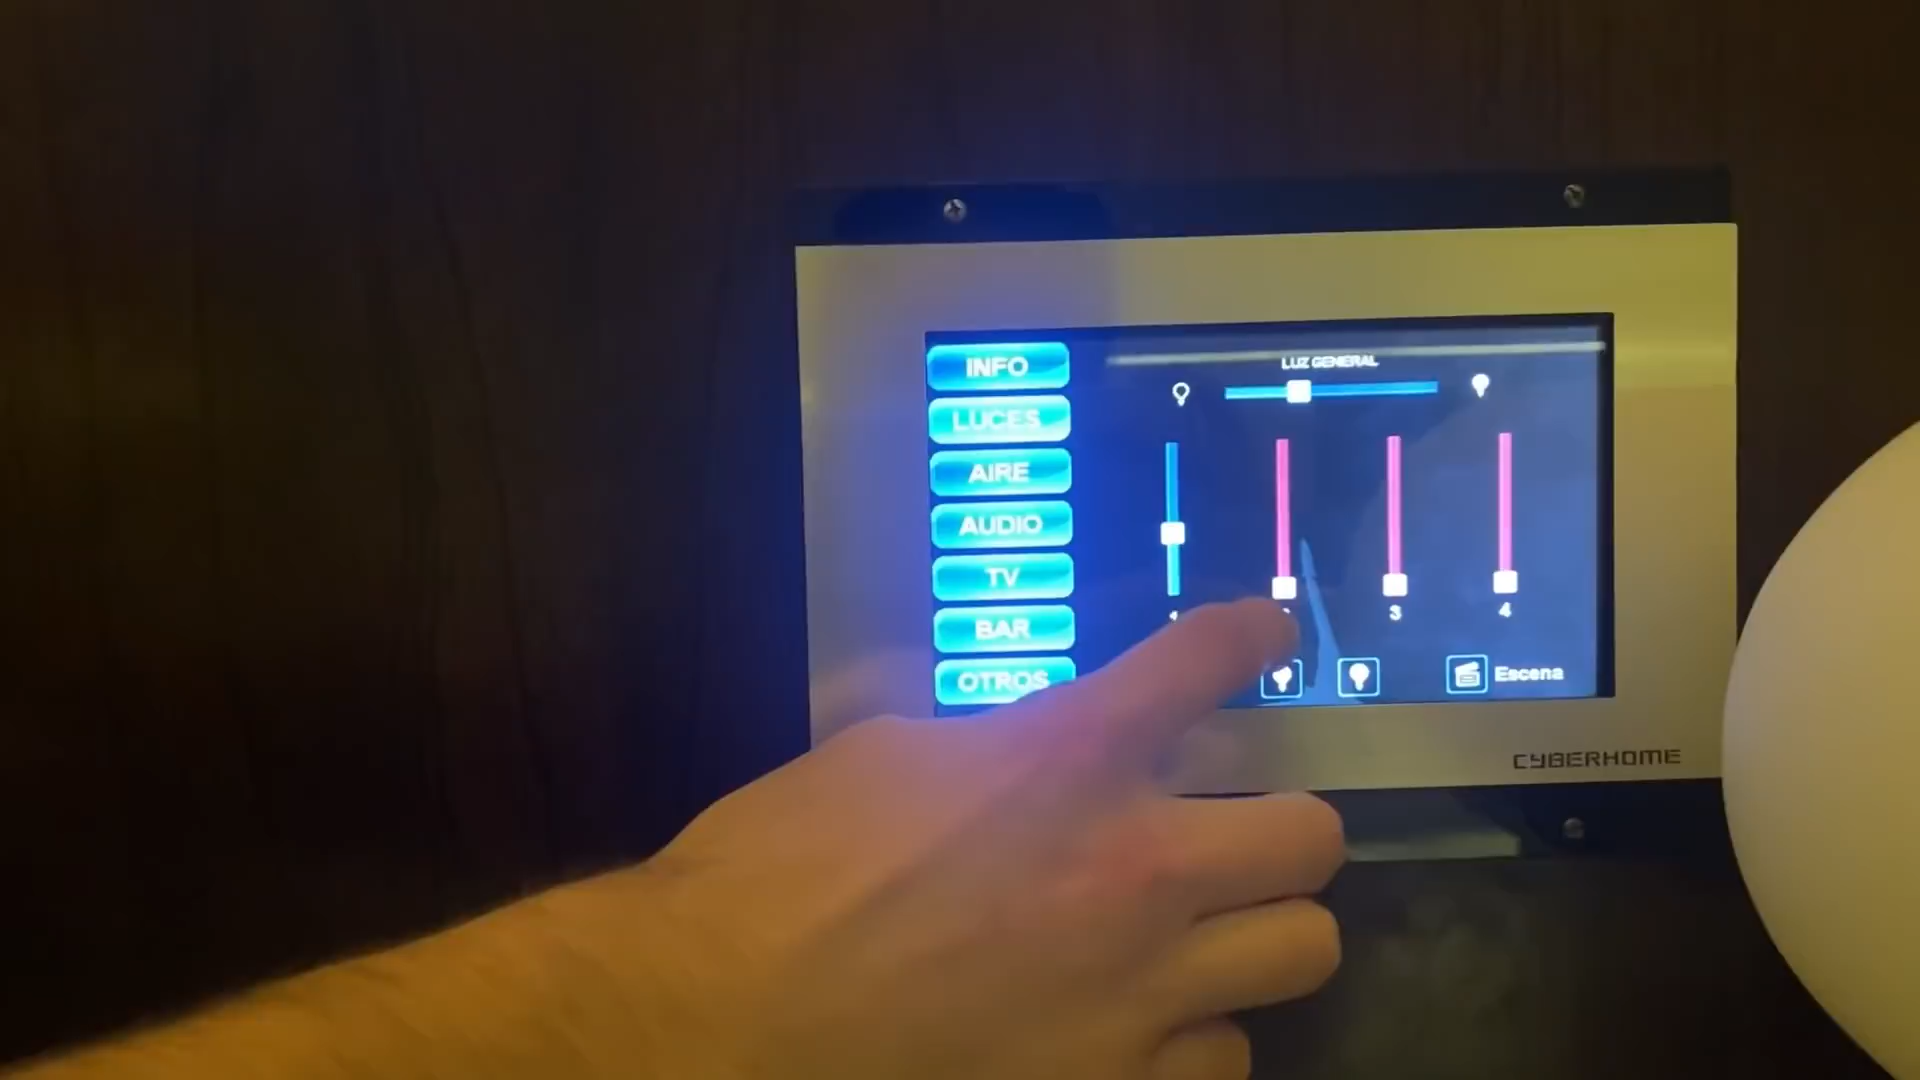 INFO
LUCES
AIRE
AUDIO
TV
BAR
OTROS
LUZ GENERAL
3
4
Escena
CYBERHOME